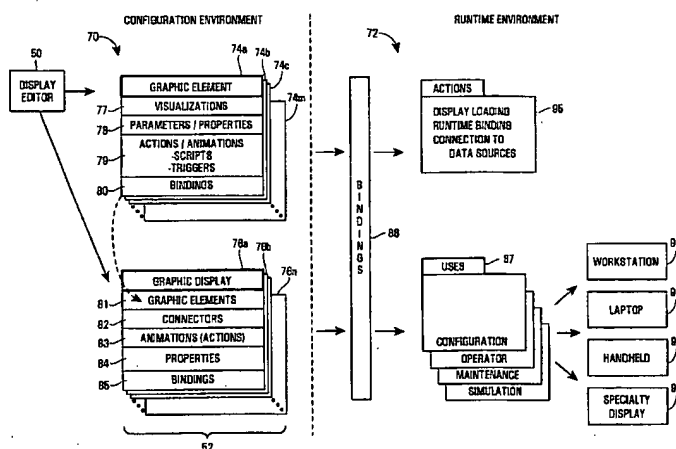 CONFIGURATION ENVIRONMENT
RUNTIME ENVIRONMENT
70
72
50
DISPLAY
EDITOR
74a
74b
74c
74m
GRAPHIC ELEMENT
77
VISUALIZATIONS
78
PARAMETERS / PROPERTIES
79
ACTIONS / ANIMATIONS
-SCRIPTS
-TRIGGERS
80
BINDINGS
76a
76b
76n
GRAPHIC DISPLAY
81
GRAPHIC ELEMENTS
82
CONNECTORS
83
ANIMATIONS (ACTIONS)
84
PROPERTIES
85
BINDINGS
52
BINDINGS
88
ACTIONS
DISPLAY LOADING
RUNTIME BINDING
CONNECTION TO
DATA SOURCES
USES
97
CONFIGURATION
OPERATOR
MAINTENANCE
SIMULATION
WORKSTATION
LAPTOP
HANDHELD
SPECIALTY
DISPLAY